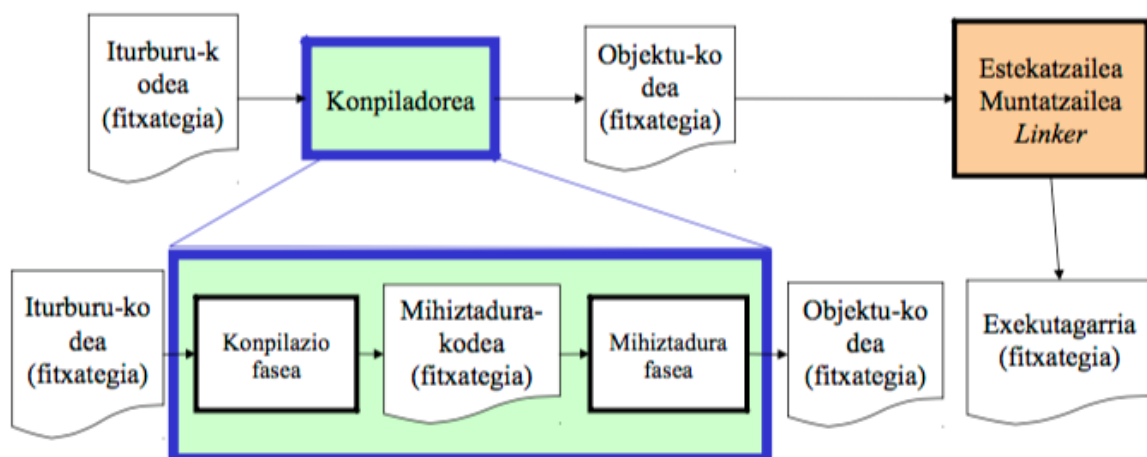 Iturburu-k
odea
(fitxategia)
Konpiladorea
Objektu-ko
dea
(fitxategia)
Estekatzailea
Muntatzailea
Linker
Iturburu-ko
dea
(fitxategia)
Konpilazio
fasea
Mihiztadura-
kodea
(fitxategia)
Mihiztadura
fasea
Objektu-ko
dea
(fitxategia)
Exekutagarria
(fitxategia)